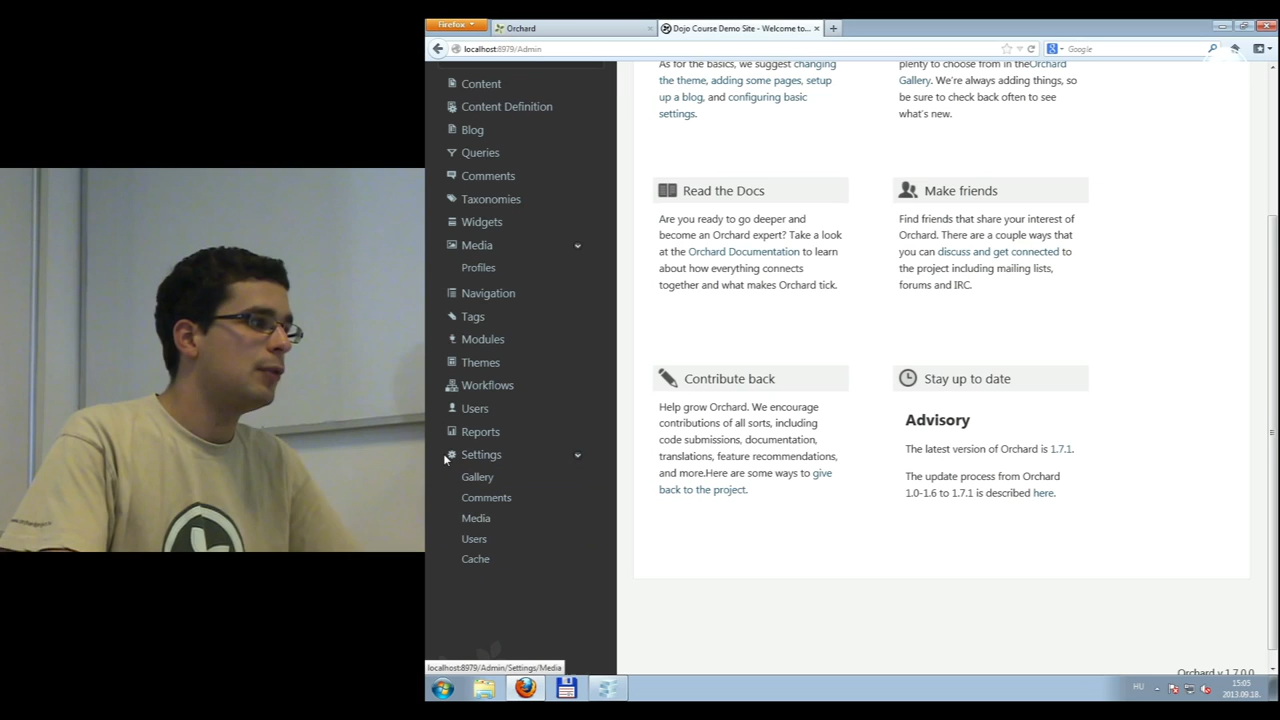 Firefox
Orchard
Dojo Course Demo Site - Welcome to...
localhost:8979/Admin
Google
Content
Content Definition
Blog
Queries
Comments
Taxonomies
Widgets
Media
Profiles
Navigation
Tags
Modules
Themes
Workflows
Users
Reports
Settings
Gallery
Comments
Media
Users
Cache
As for the basics, we suggest changing
the theme, adding some pages, setup
up a blog, and configuring basic
settings.
plenty to choose from in theOrchard
Gallery. We're always adding things, so
be sure to check back often to see
what's new.
Read the Docs
Are you ready to go deeper and
become an Orchard expert? Take a look
at the Orchard Documentation to learn
about how everything connects
together and what makes Orchard tick.
Make friends
Find friends that share your interest of
Orchard. There are a couple ways that
you can discuss and get connected to
the project including mailing lists,
forums and IRC.
Contribute back
Help grow Orchard. We encourage
contributions of all sorts, including
code submissions, documentation,
translations, feature recommendations,
and more.Here are some ways to give
back to the project.
Stay up to date
Advisory
The latest version of Orchard is 1.7.1.
The update process from Orchard
1.0-1.6 to 1.7.1 is described here.
Orchard v 1.7.0.0
localhost:8979/Admin/Settings/Media
HU
15:05
2013.09.18.